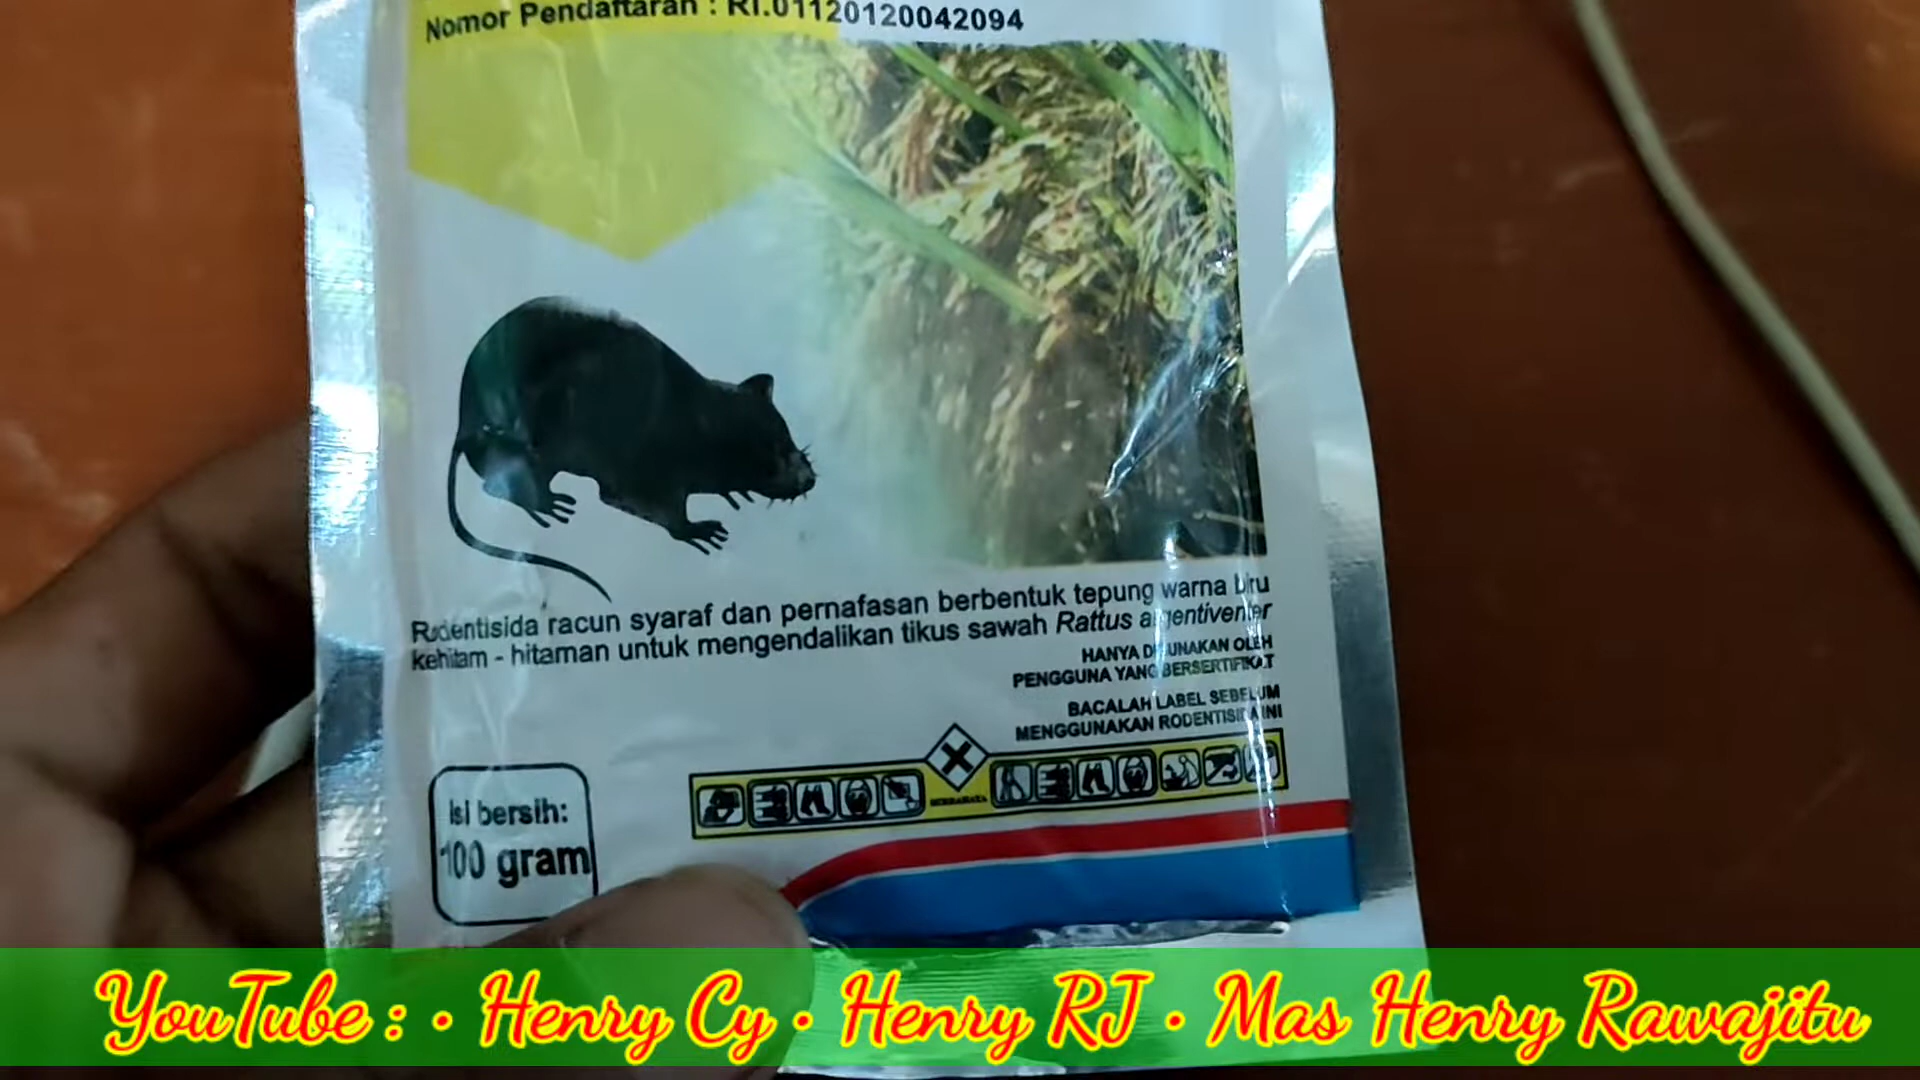 Nomor Pendaftaran : RI.01120120042094
Rodentisida racun syaraf dan pernafasan berbentuk tepung warna biru
kehitam - hitaman untuk mengendalikan tikus sawah Rattus argentiventer
HANYA DIGUNAKAN OLEH
PENGGUNA YANG BERSERTIFIKAT
BACALAH LABEL SEBELUM
MENGGUNAKAN RODENTISIDA INI
BERBAHAYA
Isi bersih:
100 gram
YouTube : • Henry Cy • Henry RJ • Mas Henry Rawajitu